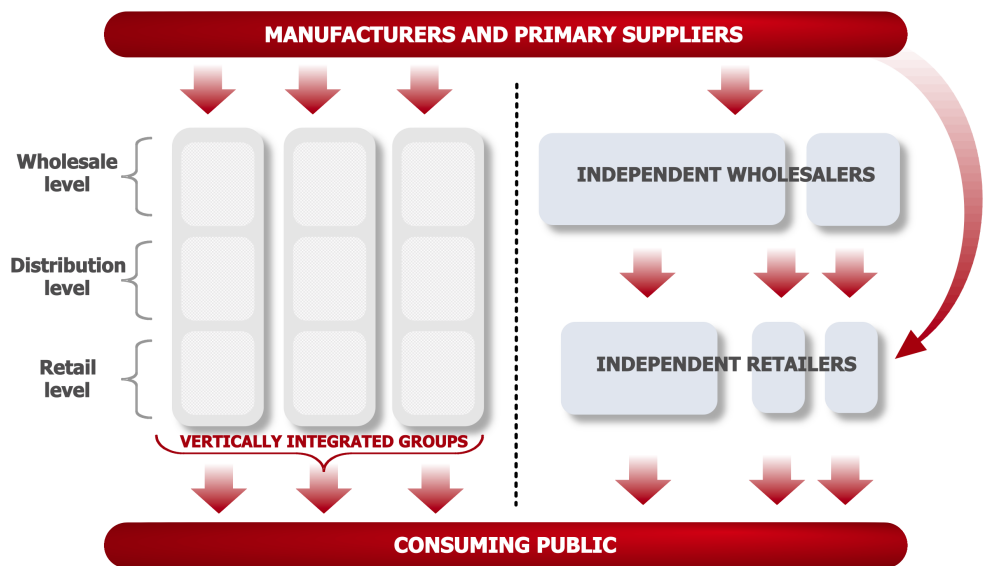 MANUFACTURERS AND PRIMARY SUPPLIERS
Wholesale
level
Distribution
level
Retail
level
VERTICALLY INTEGRATED GROUPS
INDEPENDENT WHOLESALERS
INDEPENDENT RETAILERS
CONSUMING PUBLIC